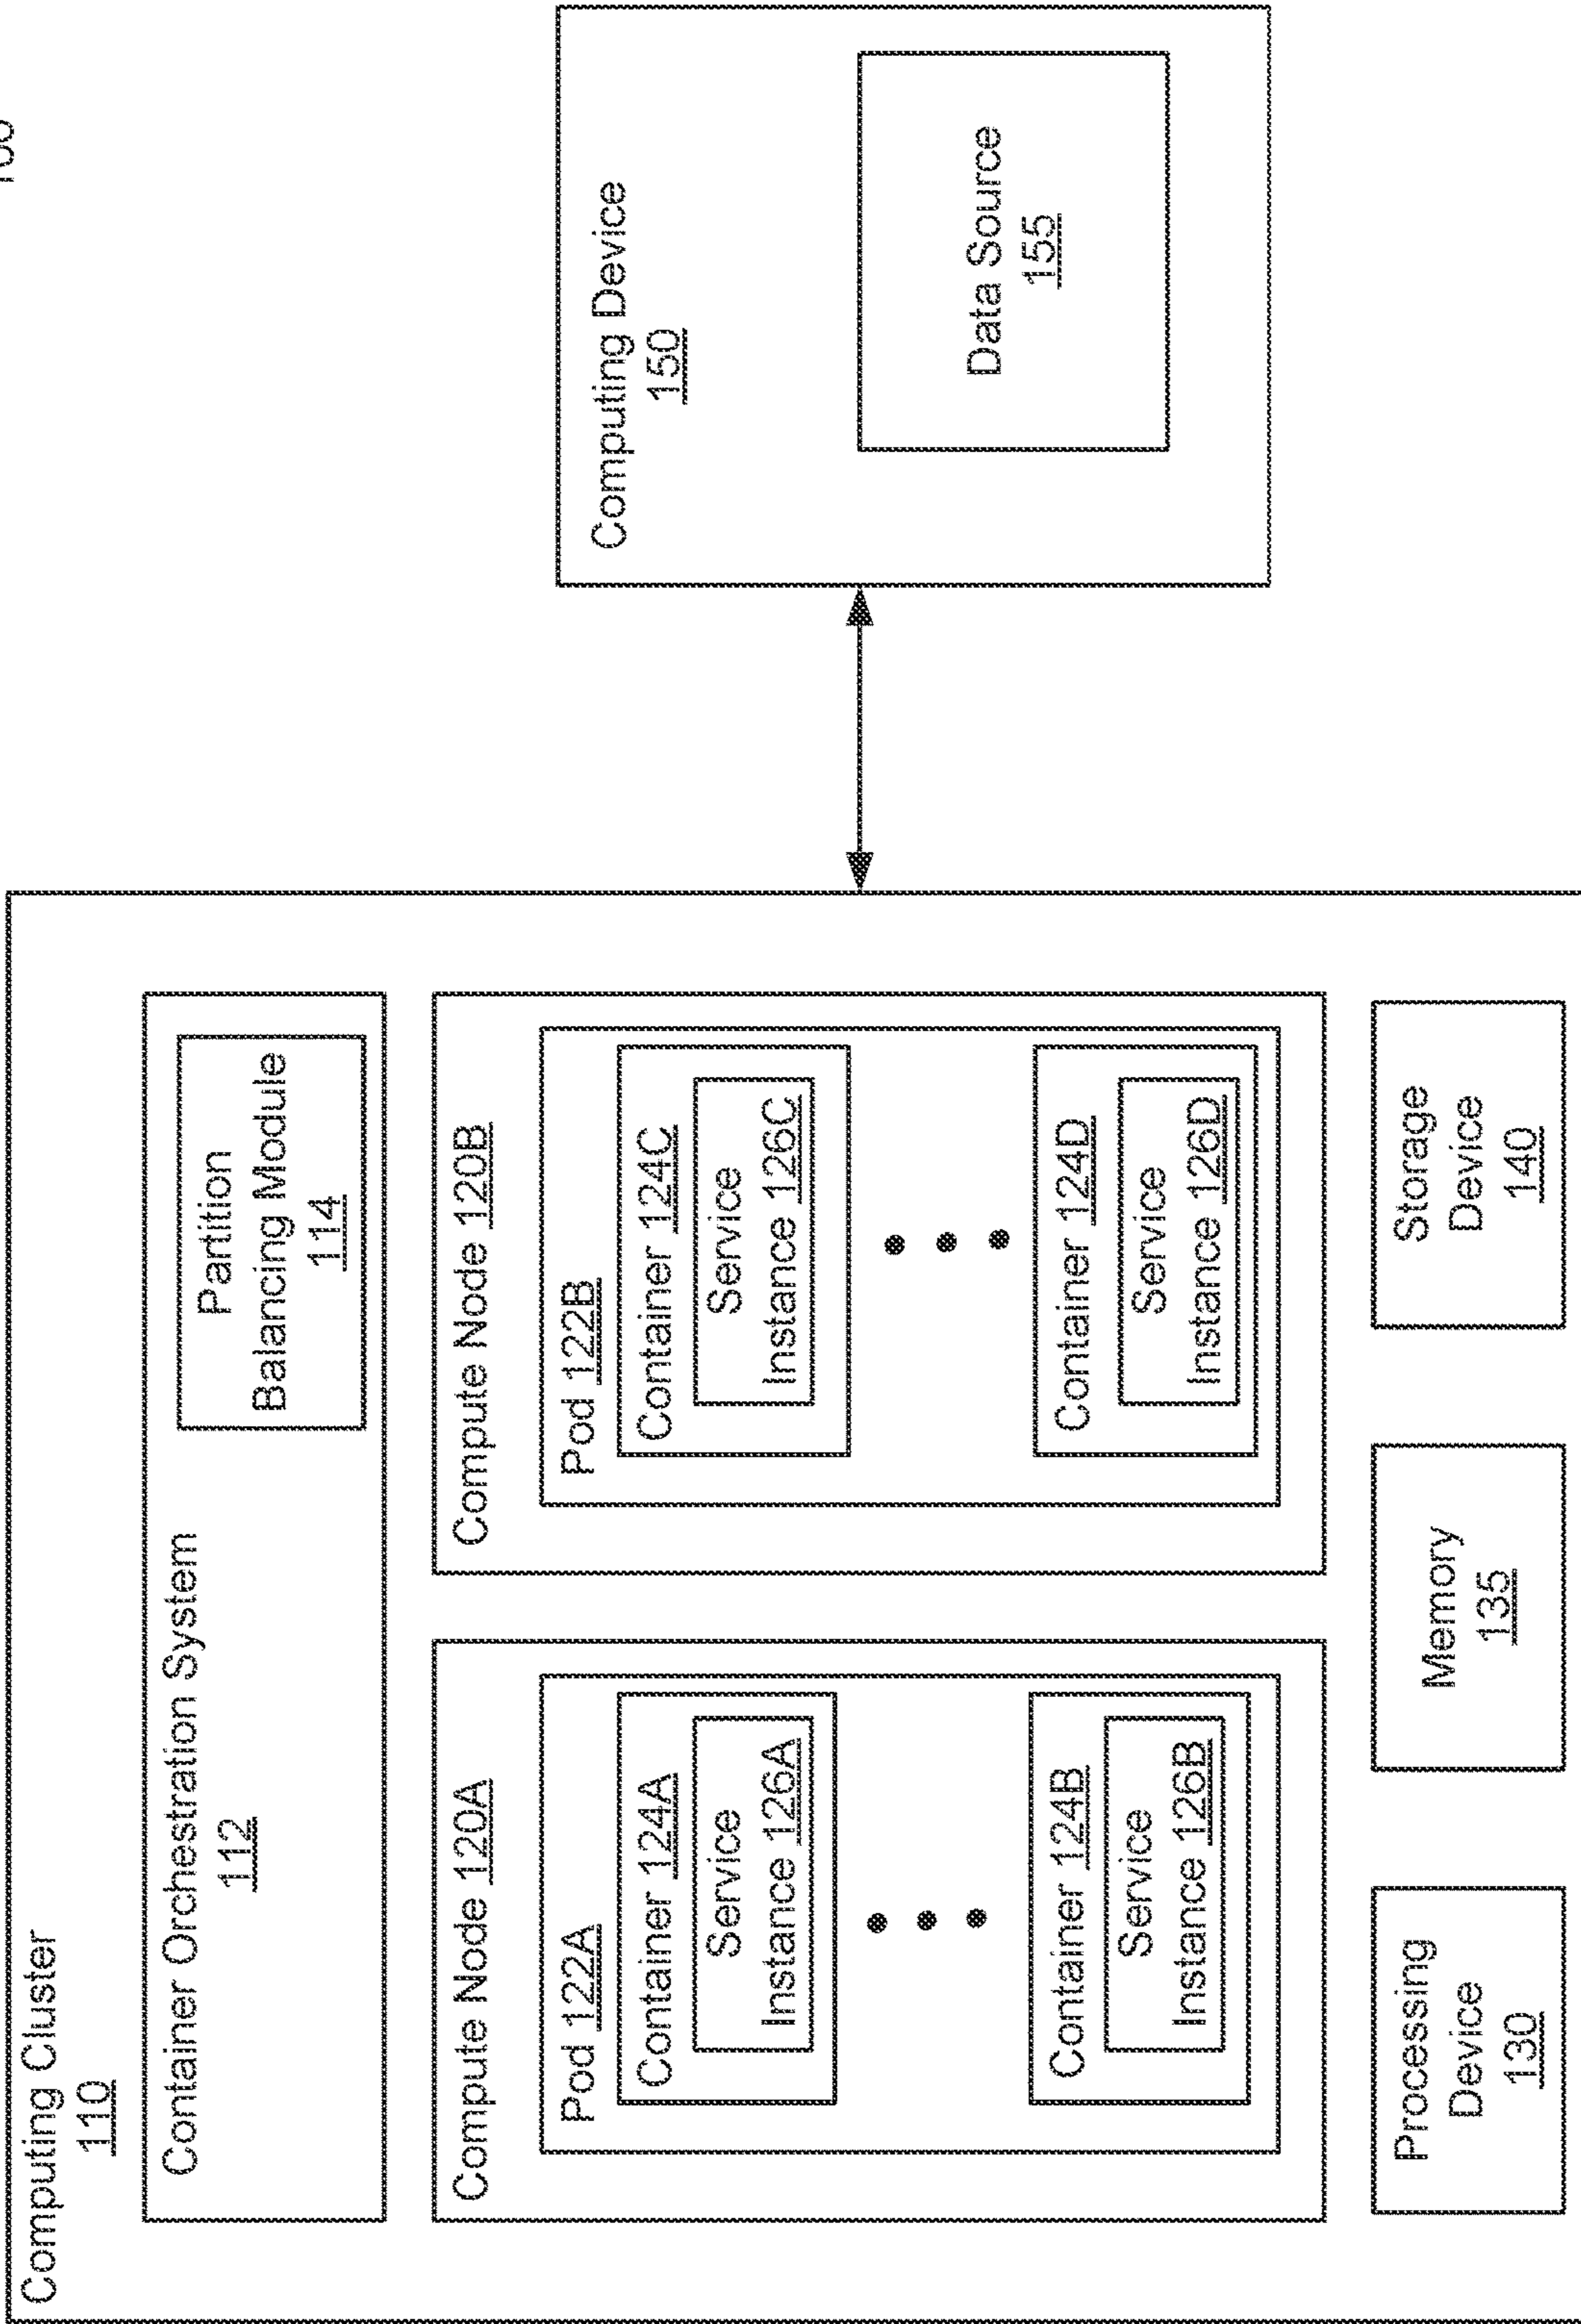 Computing Cluster
110
Container Orchestration System
112
Partition
Balancing Module
114
Compute Node 120A
Pod 122A
Container 124A
Service
Instance 126A
Container 124B
Service
Instance 126B
Compute Node 120B
Pod 122B
Container 124C
Service
Instance 126C
Container 124D
Service
Instance 126D
Processing
Device
130
Memory
135
Storage
Device
140
Computing Device
150
Data Source
155